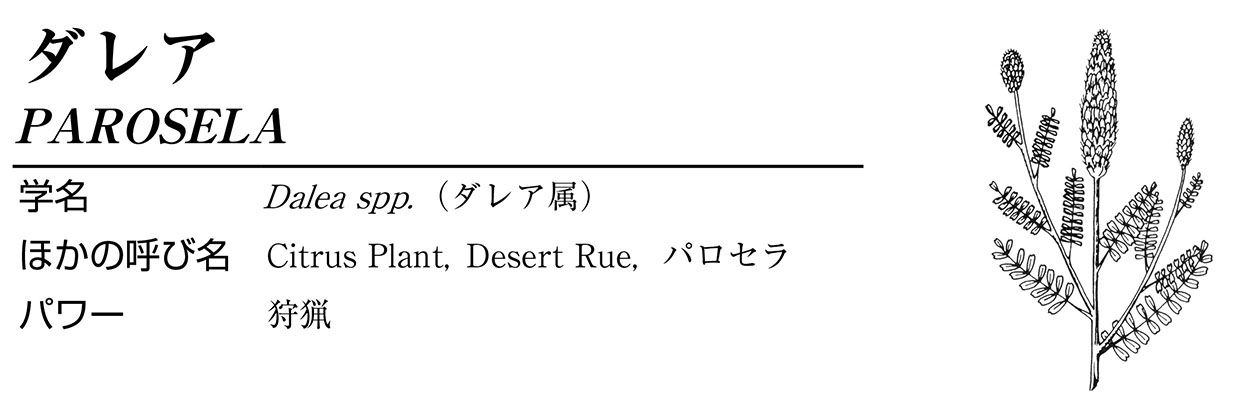 ダレア
PAROSELA
学名 Dalea spp.（ダレア属）
ほかの呼び名 Citrus Plant, Desert Rue, パロセラ
パワー 狩猟